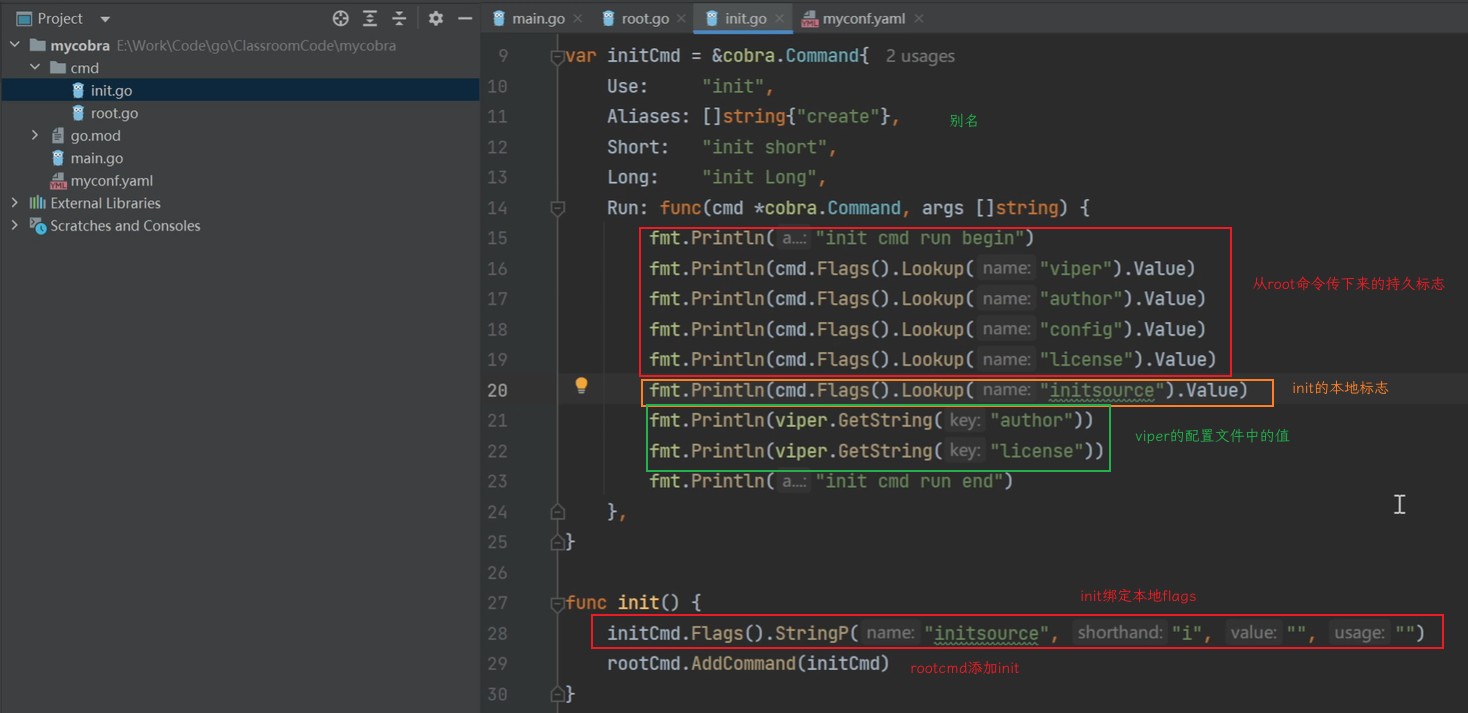 Project
main.go
root.go
init.go
myconf.yaml
mycobra E:\Work\Code\go\ClassroomCode\mycobra
cmd
init.go
root.go
go.mod
main.go
myconf.yaml
External Libraries
Scratches and Consoles
9 var initCmd = &cobra.Command{ 2 usages
10 Use: "init",
11 Aliases: []string{"create"}, 别名
12 Short: "init short",
13 Long: "init Long",
14 Run: func(cmd *cobra.Command, args []string) {
15 fmt.Println( a...: "init cmd run begin")
16 fmt.Println(cmd.Flags().Lookup( name: "viper").Value)
从root命令传下来的持久标志
17 fmt.Println(cmd.Flags().Lookup( name: "author").Value)
18 fmt.Println(cmd.Flags().Lookup( name: "config").Value)
19 fmt.Println(cmd.Flags().Lookup( name: "license").Value)
20 fmt.Println(cmd.Flags().Lookup( name: "initsource").Value) init的本地标志
21 fmt.Println(viper.GetString( key: "author"))
viper的配置文件中的值
22 fmt.Println(viper.GetString( key: "license"))
23 fmt.Println( a...: "init cmd run end")
24 },
25 }
26
27 func init() { init绑定本地flags
28 initCmd.Flags().StringP( name: "initsource", shorthand: "i", value: "", usage: "")
29 rootCmd.AddCommand(initCmd) rootcmd添加init
30 }